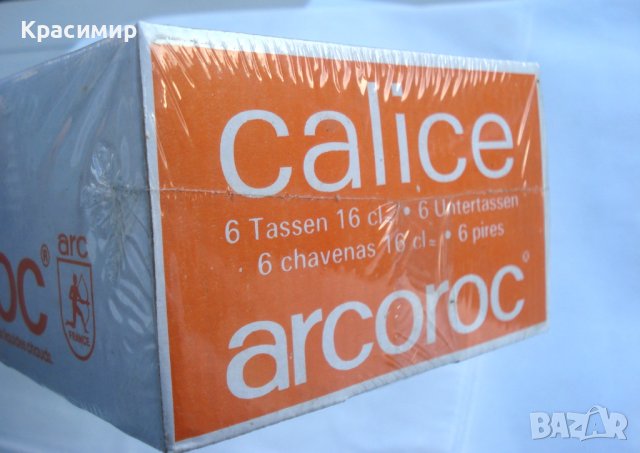 Красимир
calice
6 Tassen 16 cl= • 6 Untertassen
6 chavenas 16 cl= • 6 pires
arcoroc®
arc
oc®
FRANCE
chauds.
BAZAR